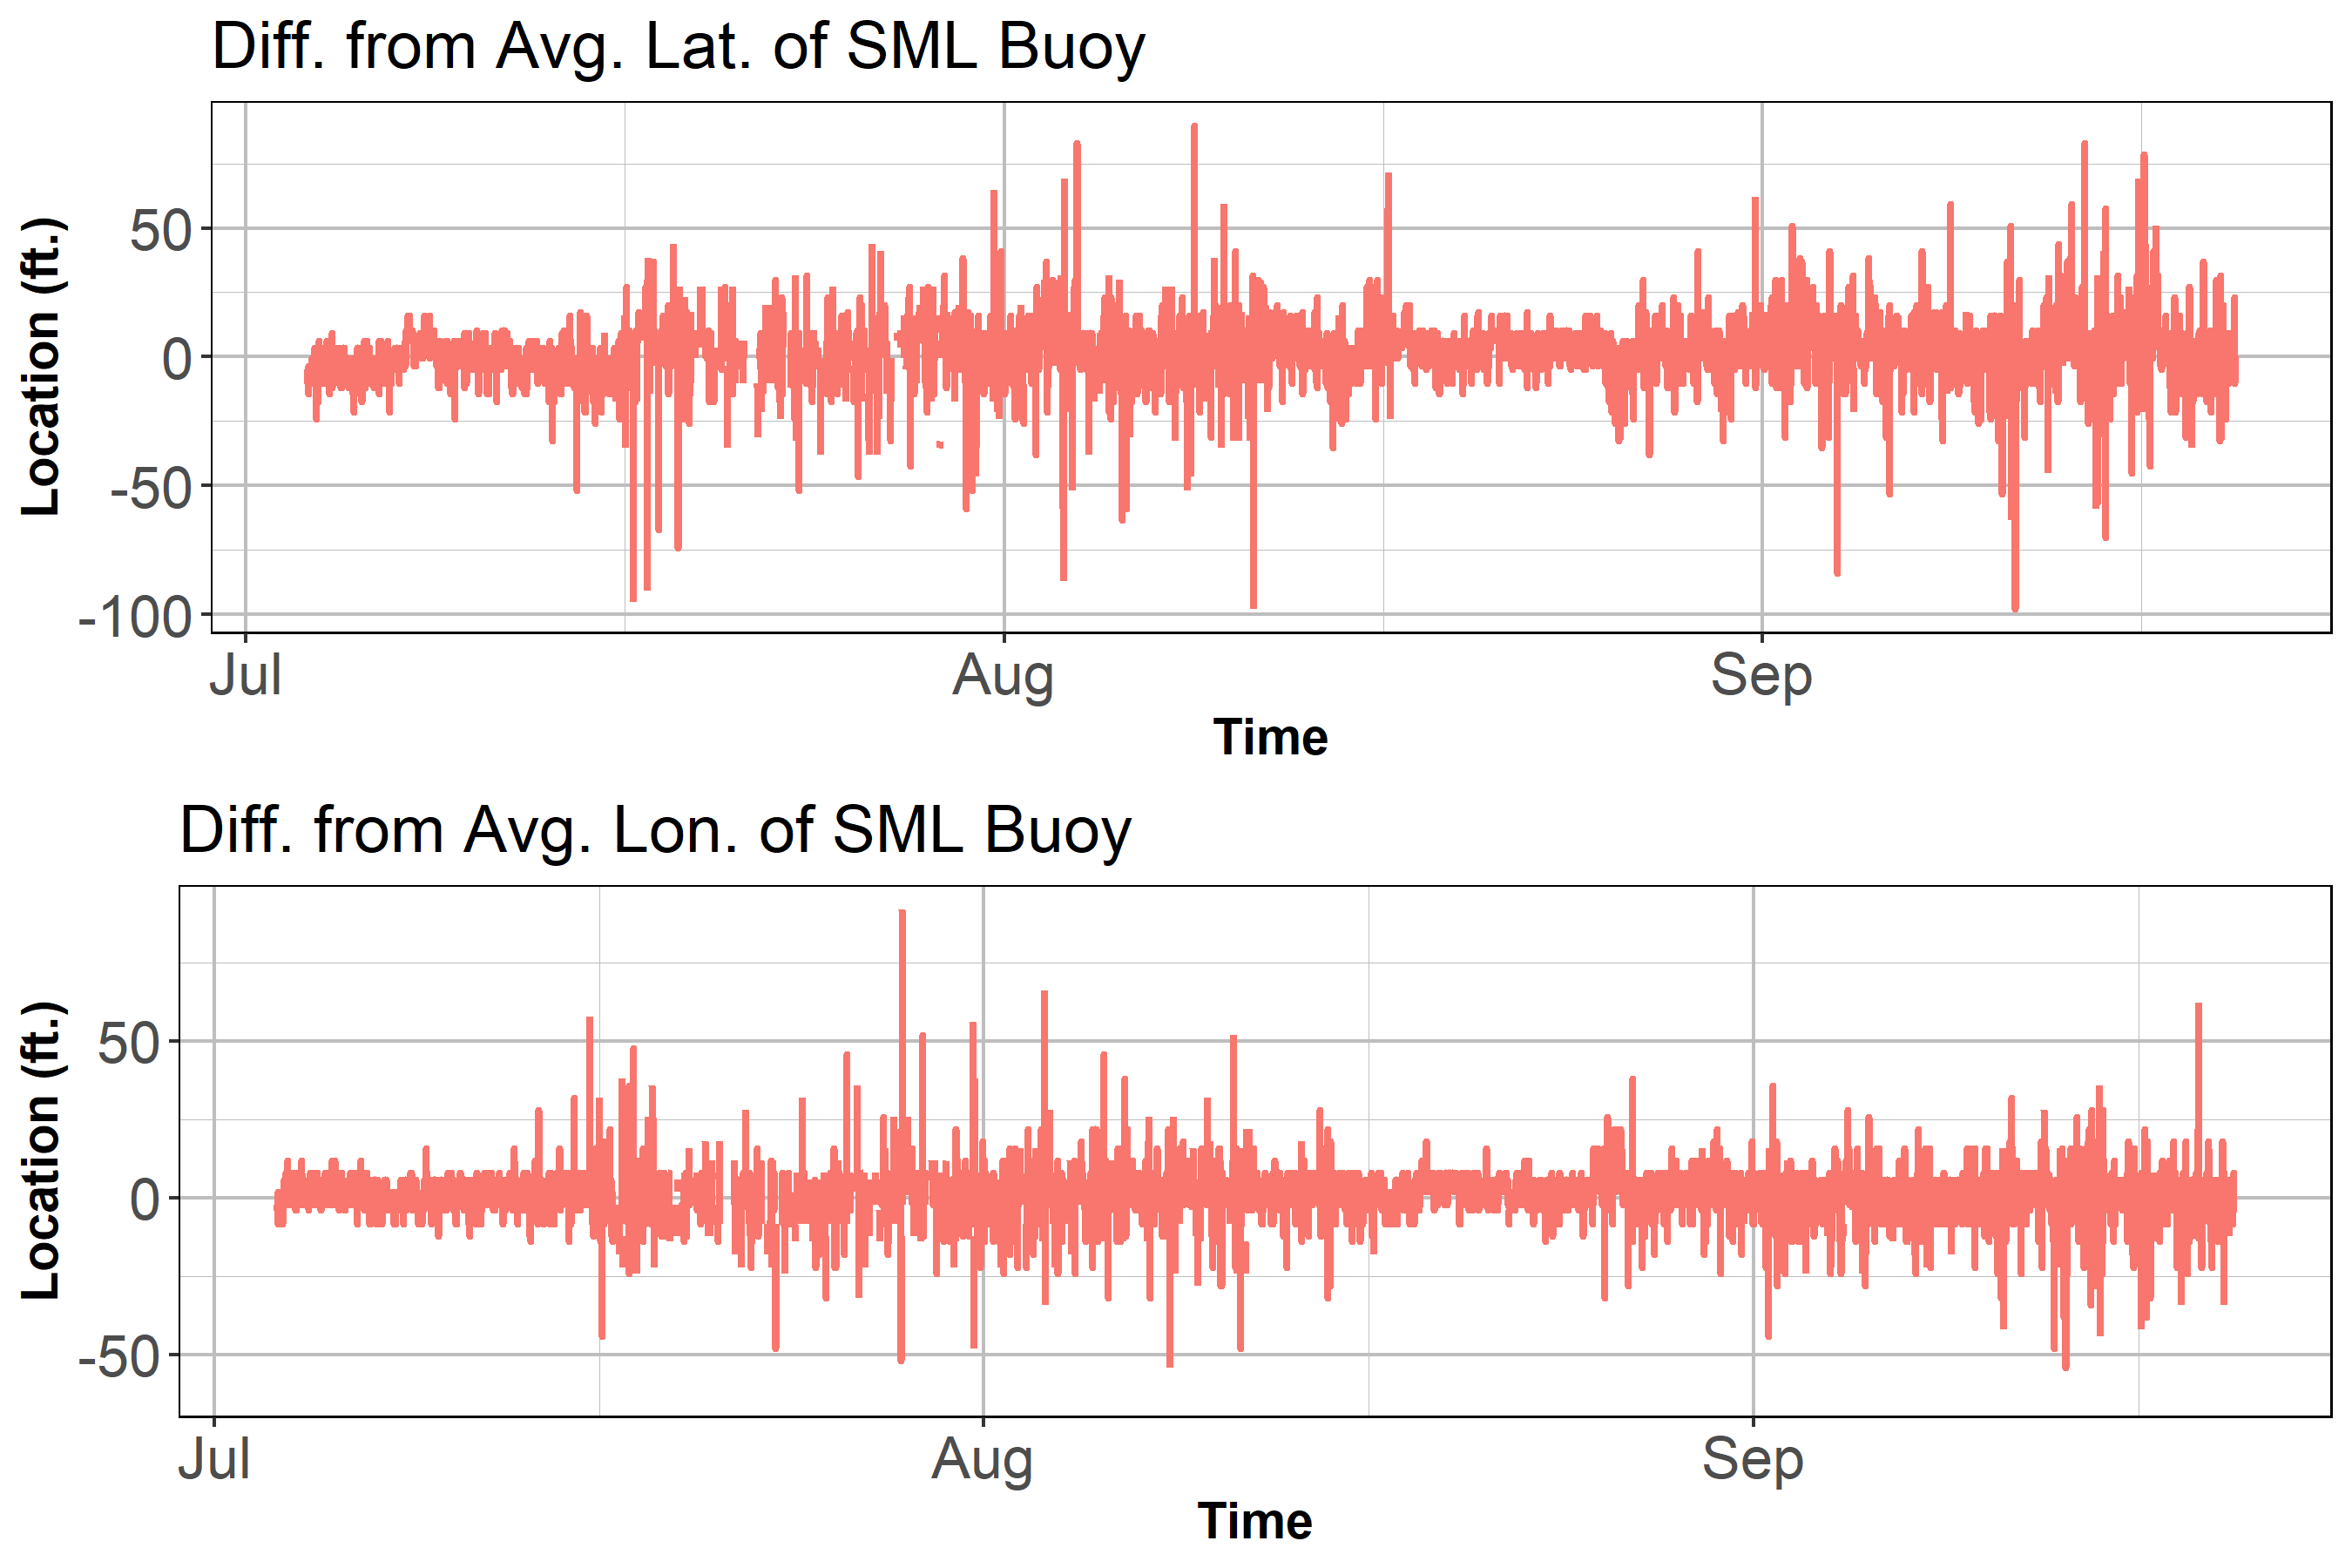 Diff. from Avg. Lat. of SML Buoy
Location (ft.)
50
0
-50
-100
Jul Aug Sep
Time
Diff. from Avg. Lon. of SML Buoy
Location (ft.)
50
0
-50
Jul Aug Sep
Time